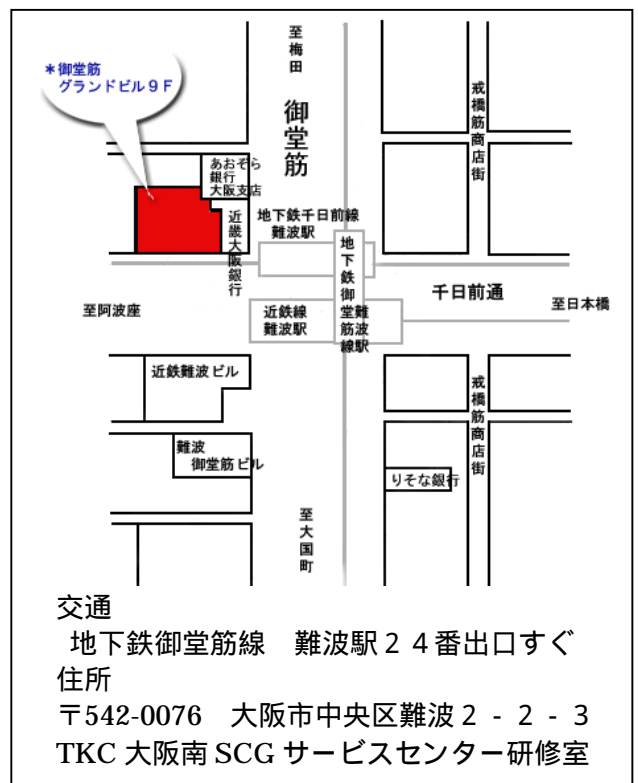 至梅田
御堂筋
＊御堂筋
グランドビル９Ｆ
戎橋筋商店街
あおぞら
銀行
大阪支店
近畿大阪銀行
地下鉄千日前線
難波駅
地下鉄御堂筋線
難波駅
千日前通
至阿波座
近鉄線
難波駅
至日本橋
近鉄難波ビル
戎橋筋商店街
難波
御堂筋ビル
りそな銀行
至大国町
交通
地下鉄御堂筋線　難波駅２４番出口すぐ
住所
〒542-0076　大阪市中央区難波２‐２‐３
TKC 大阪南 SCG サービスセンター研修室